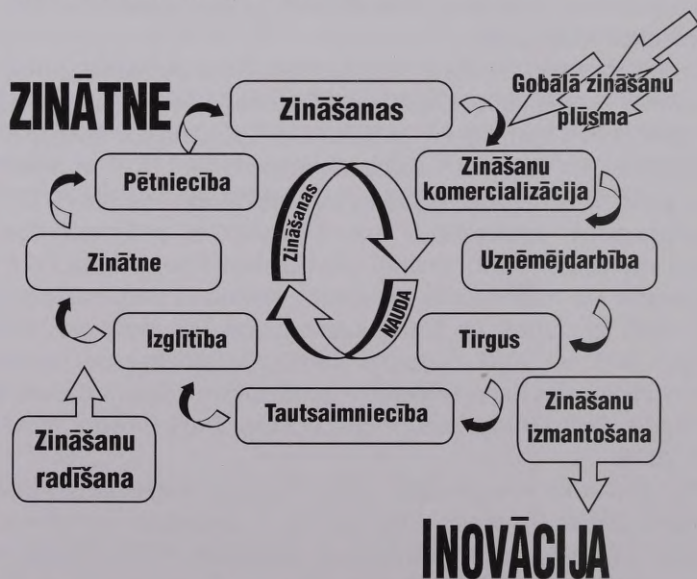 ZINĀTNE
Zināšanas
Gobālā zināšanu
plūsma
Pētniecība
Zināšanu
komercializācija
Zināšanas
Zinātne
Uzņēmējdarbība
NAUDA
Izglītība
Tirgus
Tautsaimniecība
Zināšanu
izmantošana
Zināšanu
radīšana
INOVĀCIJA